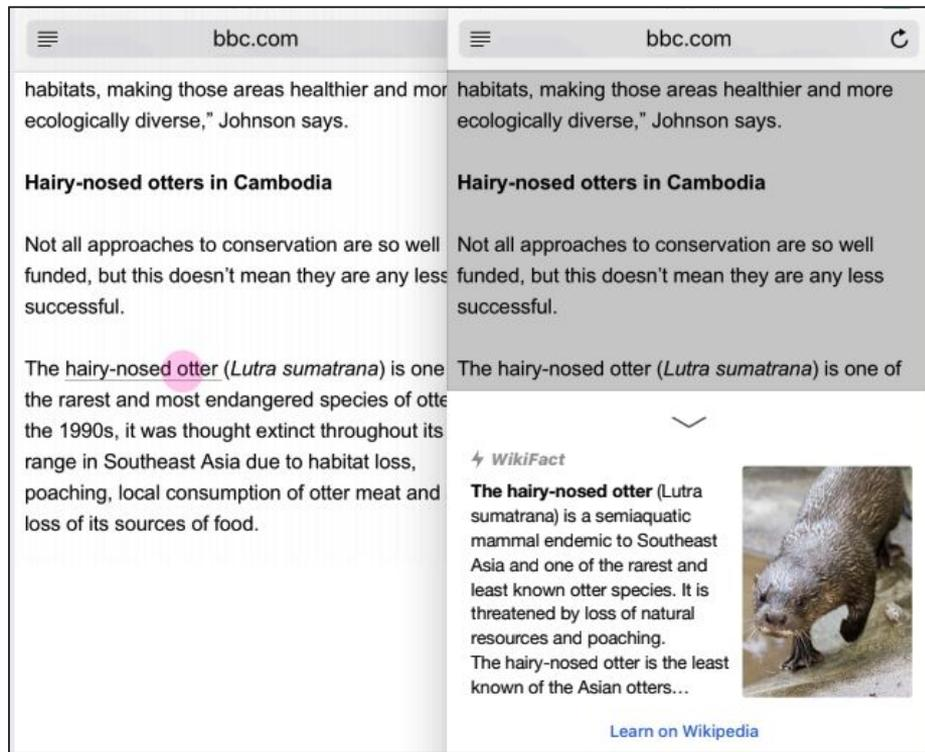 bbc.com
habitats, making those areas healthier and mor
ecologically diverse,” Johnson says.
Hairy-nosed otters in Cambodia
Not all approaches to conservation are so well
funded, but this doesn’t mean they are any less
successful.
The hairy-nosed otter (Lutra sumatrana) is one
the rarest and most endangered species of otte
the 1990s, it was thought extinct throughout its
range in Southeast Asia due to habitat loss,
poaching, local consumption of otter meat and
loss of its sources of food.
bbc.com
habitats, making those areas healthier and more
ecologically diverse,” Johnson says.
Hairy-nosed otters in Cambodia
Not all approaches to conservation are so well
funded, but this doesn’t mean they are any less
successful.
The hairy-nosed otter (Lutra sumatrana) is one of
WikiFact
The hairy-nosed otter (Lutra
sumatrana) is a semiaquatic
mammal endemic to Southeast
Asia and one of the rarest and
least known otter species. It is
threatened by loss of natural
resources and poaching.
The hairy-nosed otter is the least
known of the Asian otters...
Learn on Wikipedia